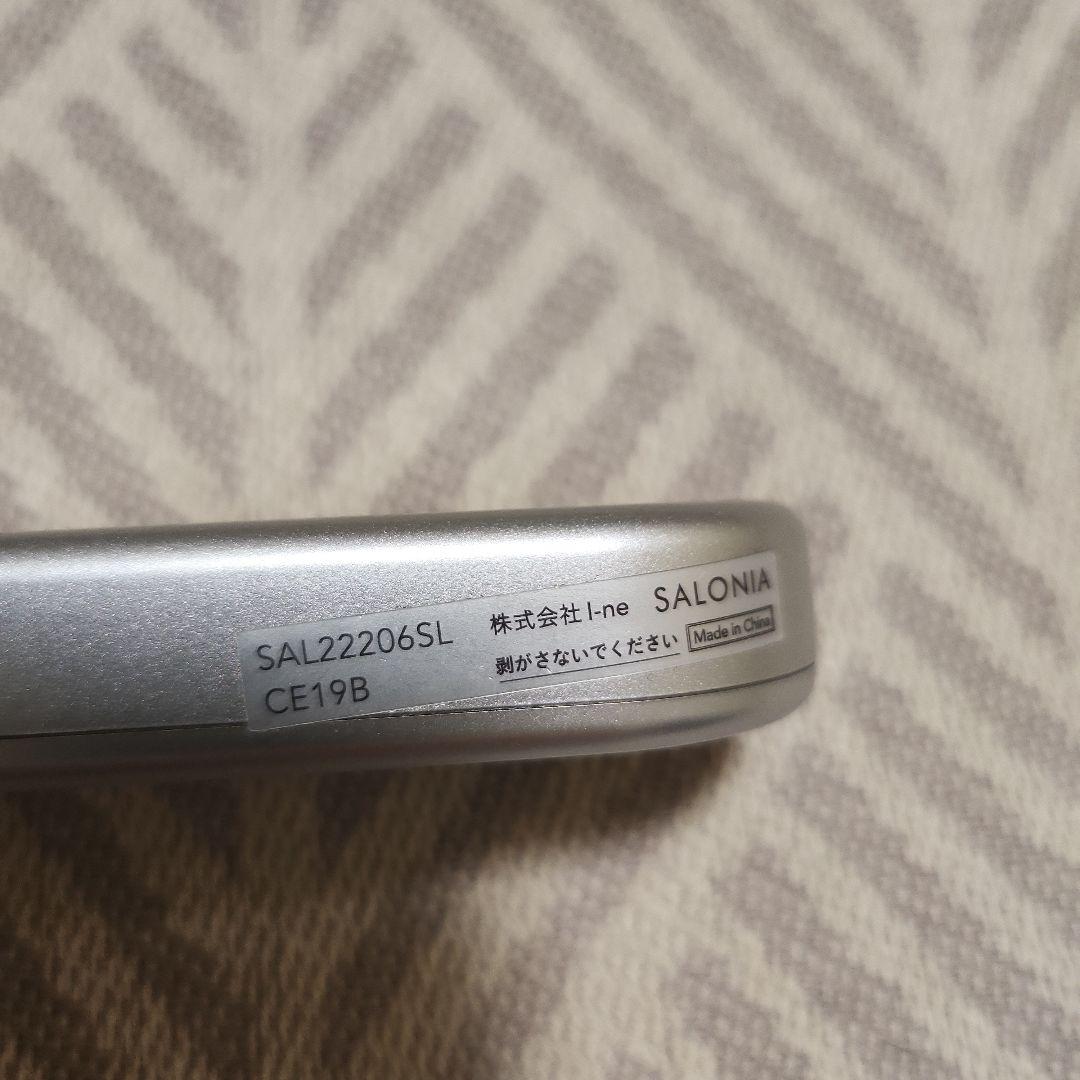 SAL22206SL
CE19B
株式会社I-ne SALONIA
剥がさないでください Made in China